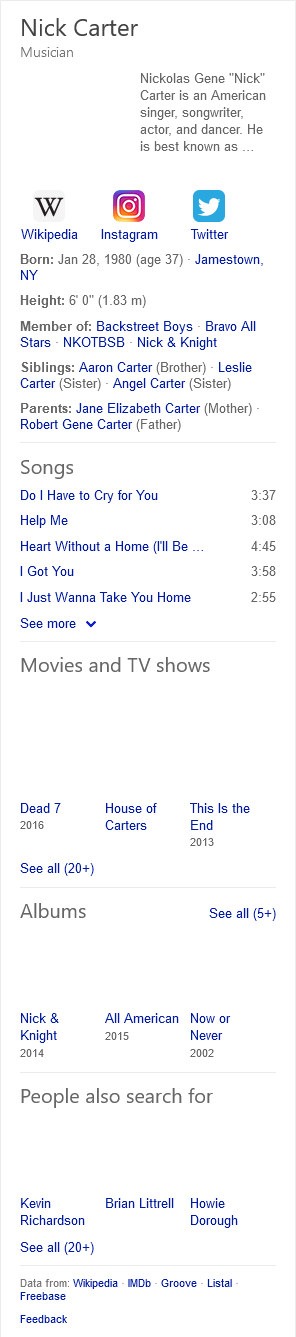 Nick Carter
Musician
Nickolas Gene "Nick"
Carter is an American
singer, songwriter,
actor, and dancer. He
is best known as ...
W
Wikipedia Instagram Twitter
Born: Jan 28, 1980 (age 37) · Jamestown,
NY
Height: 6' 0" (1.83 m)
Member of: Backstreet Boys · Bravo All
Stars · NKOTBSB · Nick & Knight
Siblings: Aaron Carter (Brother) · Leslie
Carter (Sister) · Angel Carter (Sister)
Parents: Jane Elizabeth Carter (Mother) ·
Robert Gene Carter (Father)
Songs
Do I Have to Cry for You 3:37
Help Me 3:08
Heart Without a Home (I'll Be ... 4:45
I Got You 3:58
I Just Wanna Take You Home 2:55
See more
Movies and TV shows
Dead 7
2016
House of
Carters
This Is the
End
2013
See all (20+)
Albums See all (5+)
Nick &
Knight
2014
All American
2015
Now or
Never
2002
People also search for
Kevin
Richardson
Brian Littrell
Howie
Dorough
See all (20+)
Data from: Wikipedia · IMDb · Groove · Listal ·
Freebase
Feedback